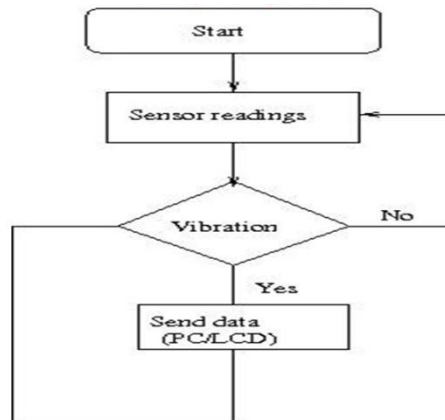 Start
Sensor readings
Vibration
No
Yes
Send data
(PC/LCD)